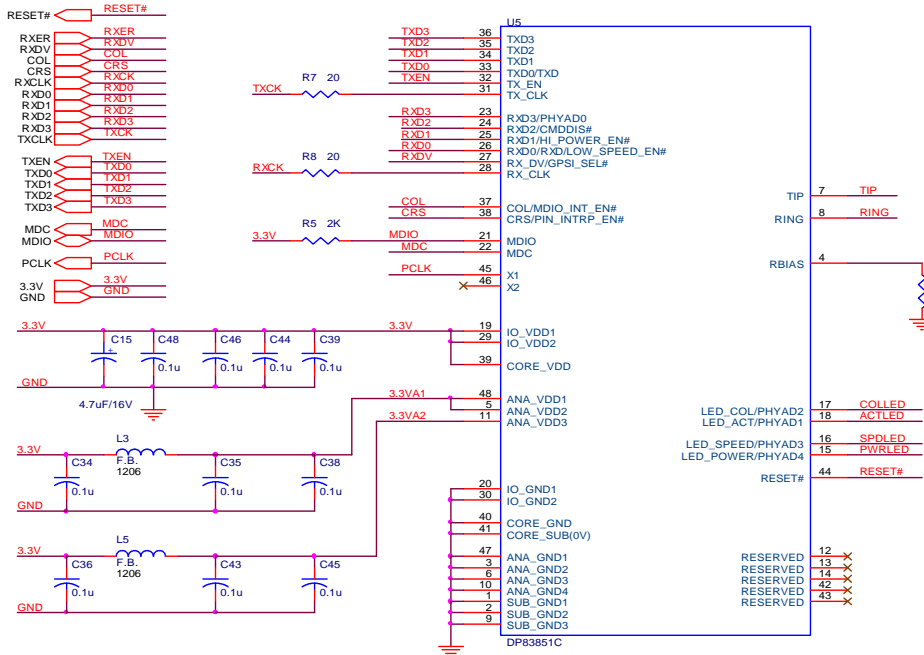 RESET# RESET#
RXER RXER
RXDV RXDV
COL COL
CRS CRS
RXCLK RXCK
RXD0 RXD0
RXD1 RXD1
RXD2 RXD2
RXD3 RXD3
TXCLK TXCK
TXEN TXEN
TXD0 TXD0
TXD1 TXD1
TXD2 TXD2
TXD3 TXD3
MDC MDC
MDIO MDIO
PCLK PCLK
3.3V 3.3V
GND GND
U5
TXD3 36 TXD3
TXD2 35 TXD2
TXD1 34 TXD1
TXD0 33 TXD0/TXD
TXEN 32 TX_EN
TXCK R7 20 31 TX_CLK
RXD3 23 RXD3/PHYAD0
RXD2 24 RXD2/CMDDIS#
RXD1 25 RXD1/HI_POWER_EN#
RXD0 26 RXD0/RXD/LOW_SPEED_EN#
RXDV 27 RX_DV/GPSI_SEL#
RXCK R8 20 28 RX_CLK
COL 37 COL/MDIO_INT_EN#
CRS 38 CRS/PIN_INTRP_EN#
3.3V R5 2K MDIO 21 MDIO
MDC 22 MDC
PCLK 45 X1
46 X2
3.3V 3.3V 19 IO_VDD1
29 IO_VDD2
39 CORE_VDD
C15 C48 C46 C44 C39
0.1u 0.1u 0.1u 0.1u
GND
4.7uF/16V
3.3VA1 48 ANA_VDD1
5 ANA_VDD2
3.3VA2 11 ANA_VDD3
3.3V L3
F.B.
1206
C34 C35 C38
0.1u 0.1u 0.1u
GND
3.3V L5
F.B.
1206
C36 C43 C45
0.1u 0.1u 0.1u
GND
20 IO_GND1
30 IO_GND2
40 CORE_GND
41 CORE_SUB(0V)
47 ANA_GND1
3 ANA_GND2
6 ANA_GND3
10 ANA_GND4
1 SUB_GND1
2 SUB_GND2
9 SUB_GND3
TIP 7 TIP
RING 8 RING
RBIAS 4
LED_COL/PHYAD2 17 COLLED
LED_ACT/PHYAD1 18 ACTLED
LED_SPEED/PHYAD3 16 SPDLED
LED_POWER/PHYAD4 15 PWRLED
RESET# 44 RESET#
RESERVED 12
RESERVED 13
RESERVED 14
RESERVED 42
RESERVED 43
DP83851C